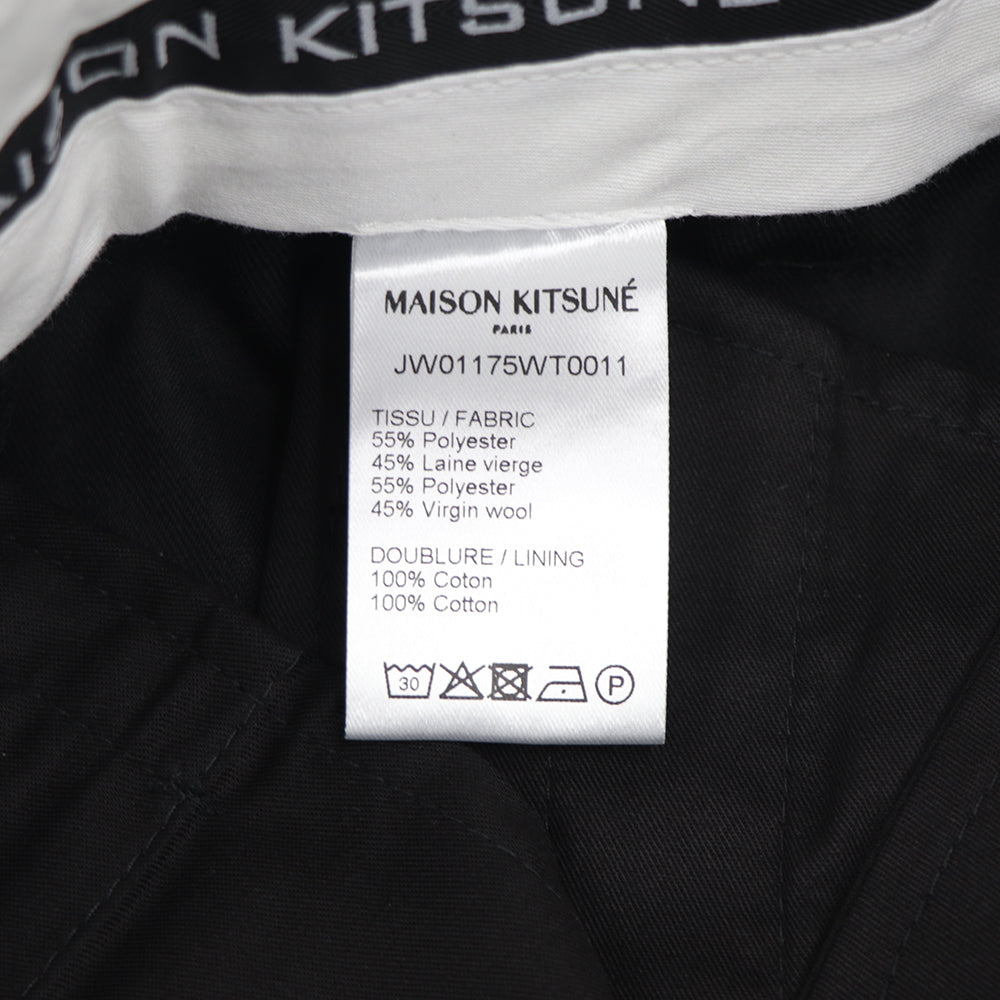 MAISON KITSUNÉ
MAISON KITSUNÉ
PARIS
JW01175WT0011
TISSU / FABRIC
55% Polyester
45% Laine vierge
55% Polyester
45% Virgin wool
DOUBLURE / LINING
100% Coton
100% Cotton
30
P